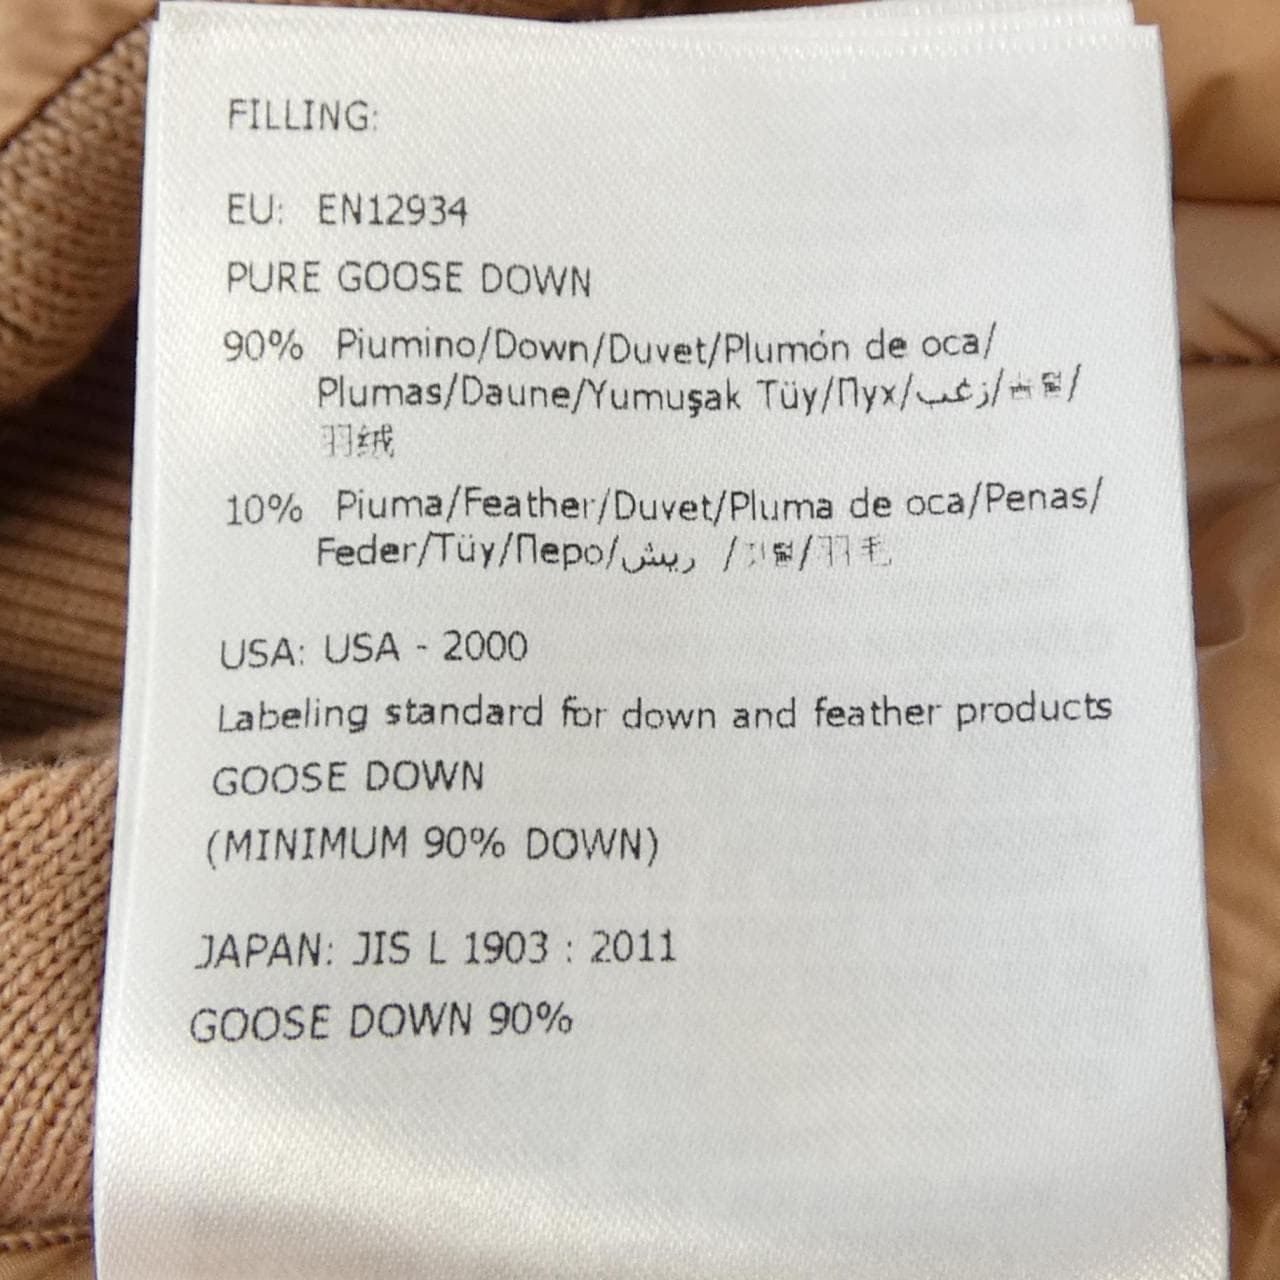 FILLING:
EU: EN12934
PURE GOOSE DOWN
90% Piumino/Down/Duvet/Plumón de oca/
Plumas/Daune/Yumuşak Tüy/Пух/زغب/
羽绒
10% Piuma/Feather/Duvet/Pluma de oca/Penas/
Feder/Tüy/Перо/ريش /羽毛
USA: USA - 2000
Labeling standard for down and feather products
GOOSE DOWN
(MINIMUM 90% DOWN)
JAPAN: JIS L 1903 : 2011
GOOSE DOWN 90%